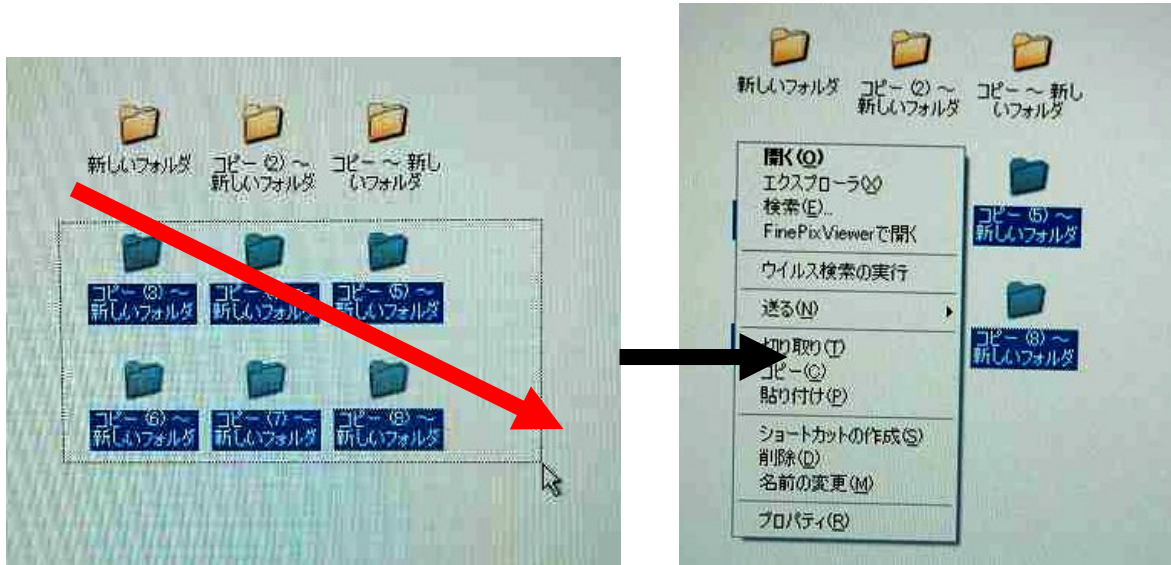 新しいフォルダ
コピー (2) ～
新しいフォルダ
コピー ～ 新し
いフォルダ
コピー (3) ～
新しいフォルダ
新しいフォルダ
コピー (5) ～
新しいフォルダ
コピー (6) ～
新しいフォルダ
コピー (7) ～
新しいフォルダ
コピー (8) ～
新しいフォルダ
新しいフォルダ
コピー (2) ～
新しいフォルダ
コピー ～ 新し
いフォルダ
開く(O)
エクスプローラ(X)
検索(E)...
FinePixViewerで開く
ウイルス検索の実行
送る(N)
切り取り(T)
コピー(C)
貼り付け(P)
ショートカットの作成(S)
削除(D)
名前の変更(M)
プロパティ(R)
コピー (5) ～
新しいフォルダ
コピー (8) ～
新しいフォルダ